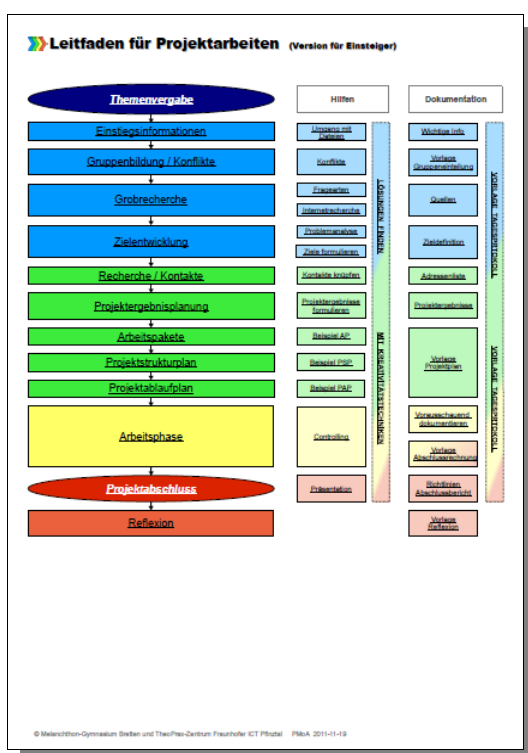 Leitfaden für Projektarbeiten (Version für Einsteiger)
Themenvergabe
Hilfen
Dokumentation
Einstiegsinformationen
Umgang mit
Dateien
Wichtige Info
Gruppenbildung / Konflikte
Konflikte
Vorlage
Gruppeneinteilung
Grobrecherche
Fragearten
Internetrecherche
Quellen
Zielentwicklung
Problemanalyse
Ziele formulieren
Zieldefinition
Recherche / Kontakte
Kontakte knüpfen
Adressenliste
Projektergebnisplanung
Projektergebnisse
formulieren
Projektergebnisse
Arbeitspakete
Beispiel AP
Projektstrukturplan
Beispiel PSP
Vorlage
Projektplan
Projektablaufplan
Beispiel PAP
Arbeitsphase
Controlling
Vorausschauend
dokumentieren
Vorlage
Abschlussrechnung
Projektabschluss
Präsentation
Richtlinien
Abschlussbericht
Reflexion
Vorlage
Reflexion
LÖSUNGEN FINDEN
MIT KREATIVITÄTSTECHNIKEN
VORLAGE TAGESPRTOKOLL
VORLAGE TAGESPRTOKOLL
© Melanchthon-Gymnasium Bretten und TheoPrax-Zentrum Fraunhofer ICT Pfinztal PMoA 2011-11-19